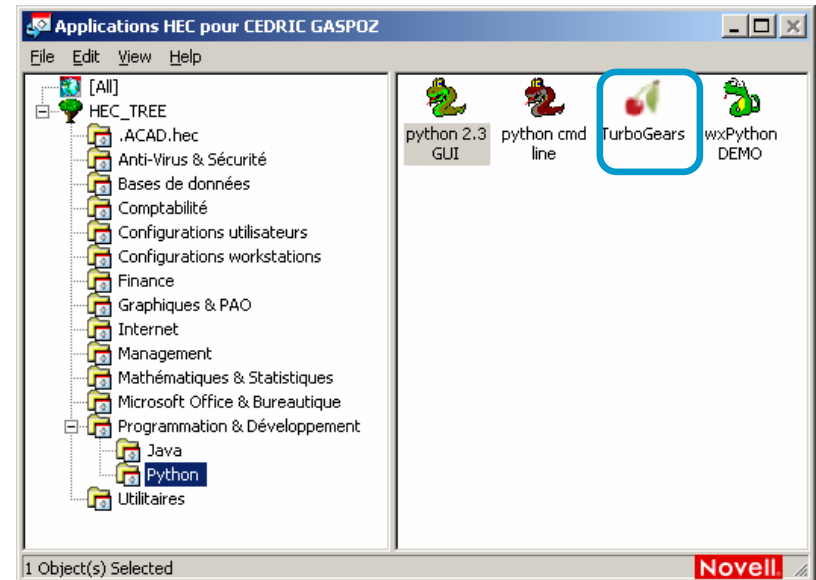 Applications HEC pour CEDRIC GASPOZ
File Edit View Help
[All]
HEC_TREE
.ACAD.hec
Anti-Virus & Sécurité
Bases de données
Comptabilité
Configurations utilisateurs
Configurations workstations
Finance
Graphiques & PAO
Internet
Management
Mathématiques & Statistiques
Microsoft Office & Bureautique
Programmation & Développement
Java
Python
Utilitaires
python 2.3 GUI
python cmd line
TurboGears
wxPython DEMO
1 Object(s) Selected
Novell.